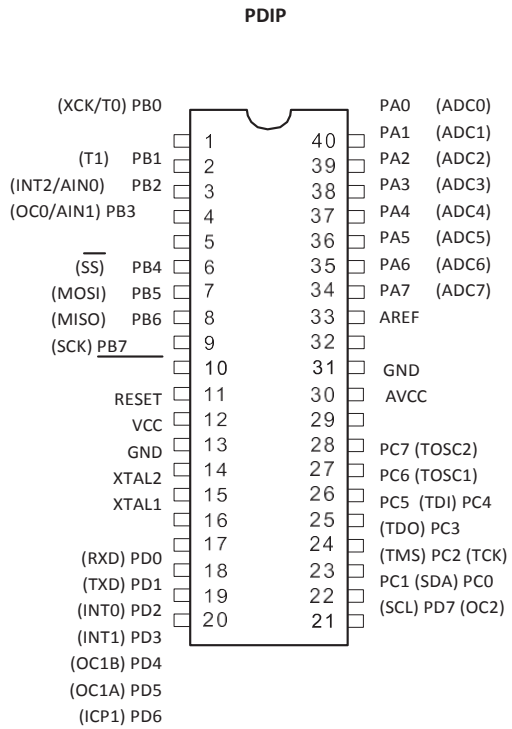 PDIP
(XCK/T0) PB0
(T1) PB1
(INT2/AIN0) PB2
(OC0/AIN1) PB3
(SS) PB4
(MOSI) PB5
(MISO) PB6
(SCK) PB7
RESET
VCC
GND
XTAL2
XTAL1
(RXD) PD0
(TXD) PD1
(INT0) PD2
(INT1) PD3
(OC1B) PD4
(OC1A) PD5
(ICP1) PD6
1
2
3
4
5
6
7
8
9
10
11
12
13
14
15
16
17
18
19
20
40
39
38
37
36
35
34
33
32
31
30
29
28
27
26
25
24
23
22
21
PA0 (ADC0)
PA1 (ADC1)
PA2 (ADC2)
PA3 (ADC3)
PA4 (ADC4)
PA5 (ADC5)
PA6 (ADC6)
PA7 (ADC7)
AREF
GND
AVCC
PC7 (TOSC2)
PC6 (TOSC1)
PC5 (TDI) PC4
(TDO) PC3
(TMS) PC2 (TCK)
PC1 (SDA) PC0
(SCL) PD7 (OC2)